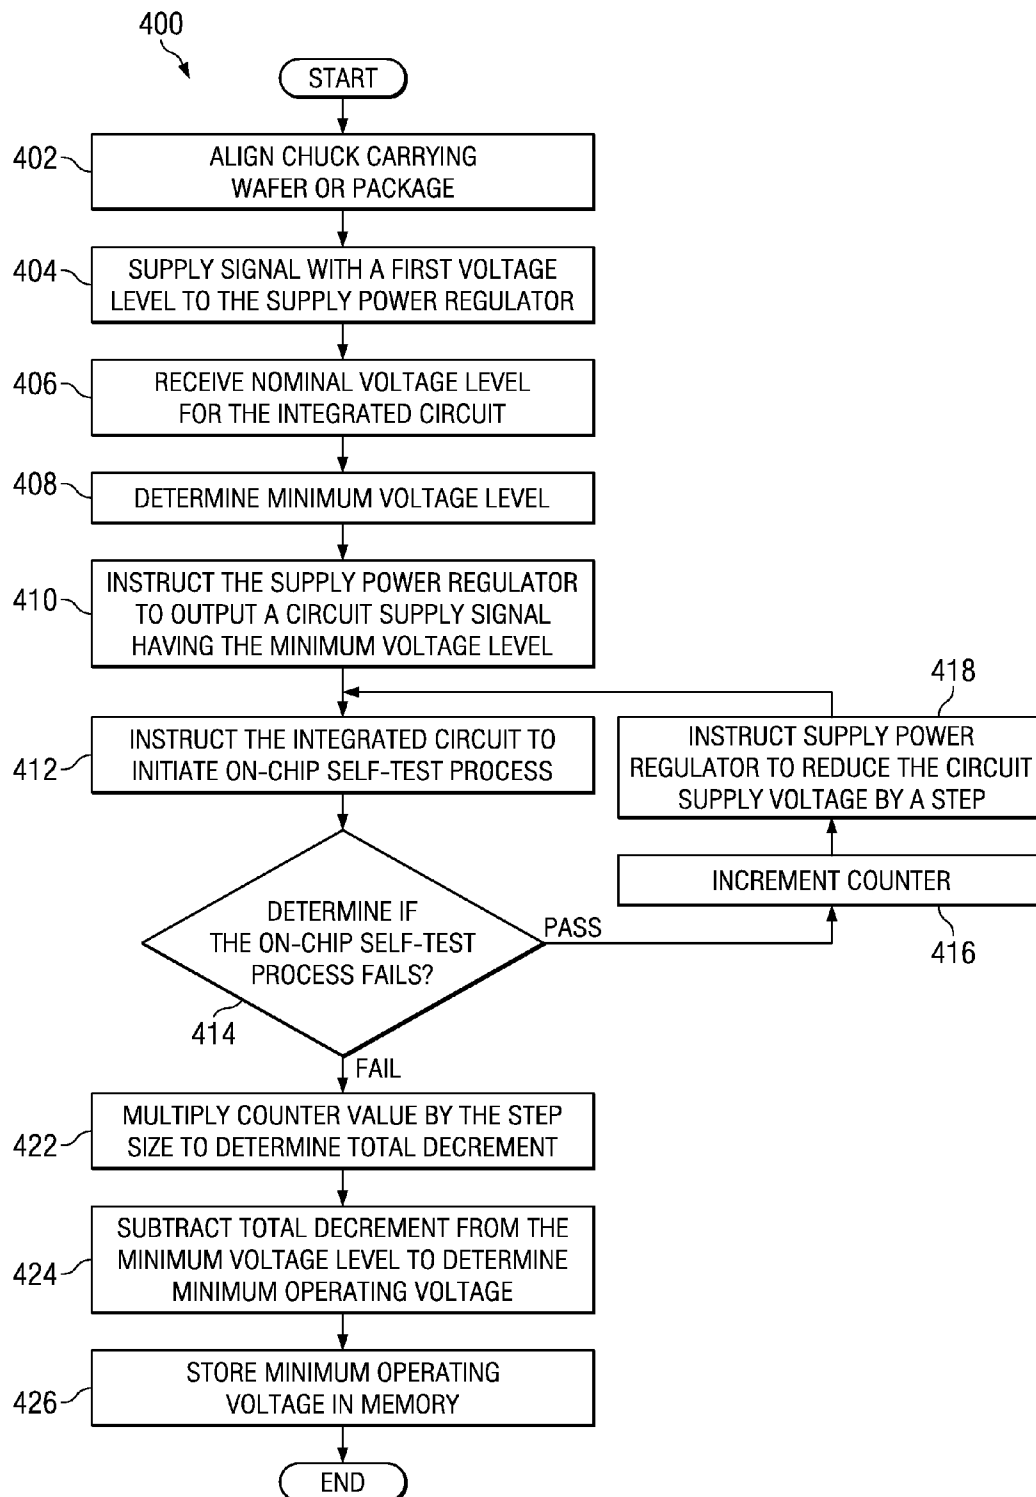 400
START
402
ALIGN CHUCK CARRYING
WAFER OR PACKAGE
404
SUPPLY SIGNAL WITH A FIRST VOLTAGE
LEVEL TO THE SUPPLY POWER REGULATOR
406
RECEIVE NOMINAL VOLTAGE LEVEL
FOR THE INTEGRATED CIRCUIT
408
DETERMINE MINIMUM VOLTAGE LEVEL
410
INSTRUCT THE SUPPLY POWER REGULATOR
TO OUTPUT A CIRCUIT SUPPLY SIGNAL
HAVING THE MINIMUM VOLTAGE LEVEL
412
INSTRUCT THE INTEGRATED CIRCUIT TO
INITIATE ON-CHIP SELF-TEST PROCESS
414
DETERMINE IF
THE ON-CHIP SELF-TEST
PROCESS FAILS?
PASS
416
INCREMENT COUNTER
418
INSTRUCT SUPPLY POWER
REGULATOR TO REDUCE THE CIRCUIT
SUPPLY VOLTAGE BY A STEP
FAIL
422
MULTIPLY COUNTER VALUE BY THE STEP
SIZE TO DETERMINE TOTAL DECREMENT
424
SUBTRACT TOTAL DECREMENT FROM THE
MINIMUM VOLTAGE LEVEL TO DETERMINE
MINIMUM OPERATING VOLTAGE
426
STORE MINIMUM OPERATING
VOLTAGE IN MEMORY
END